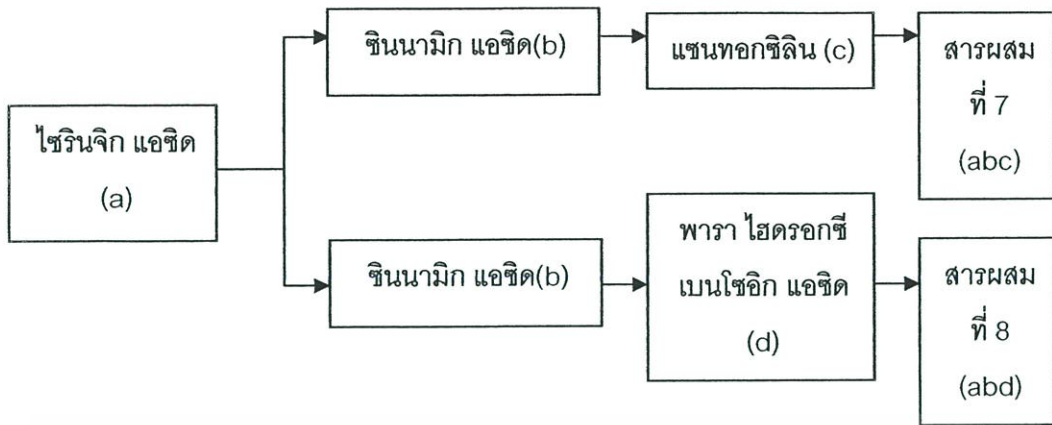 ไซรินจิก แอซิด
(a)
ซินนามิก แอซิด(b)
แซนทอกซิลิน (c)
สารผสม
ที่ 7
(abc)
ซินนามิก แอซิด(b)
พารา ไฮดรอกซี
เบนโซอิก แอซิด
(d)
สารผสม
ที่ 8
(abd)